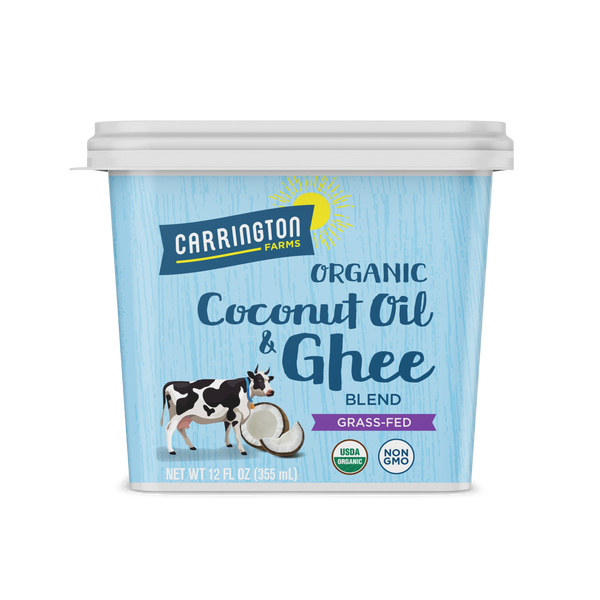 CARRINGTON
FARMS
ORGANIC
Coconut Oil
& Ghee
BLEND
GRASS-FED
USDA
ORGANIC
NON
GMO
NET WT 12 FL OZ (355 mL)